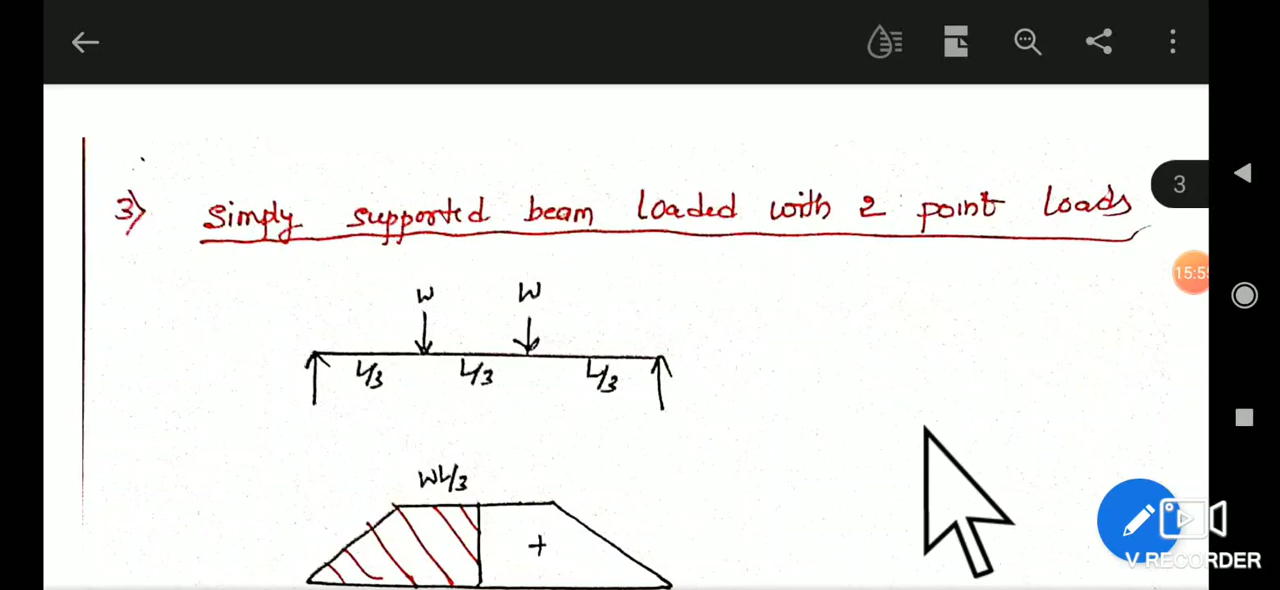 3
3) Simply supported beam loaded with 2 point loads
15:5
W W
L/3 L/3 L/3
WL/3
+
V RECORDER